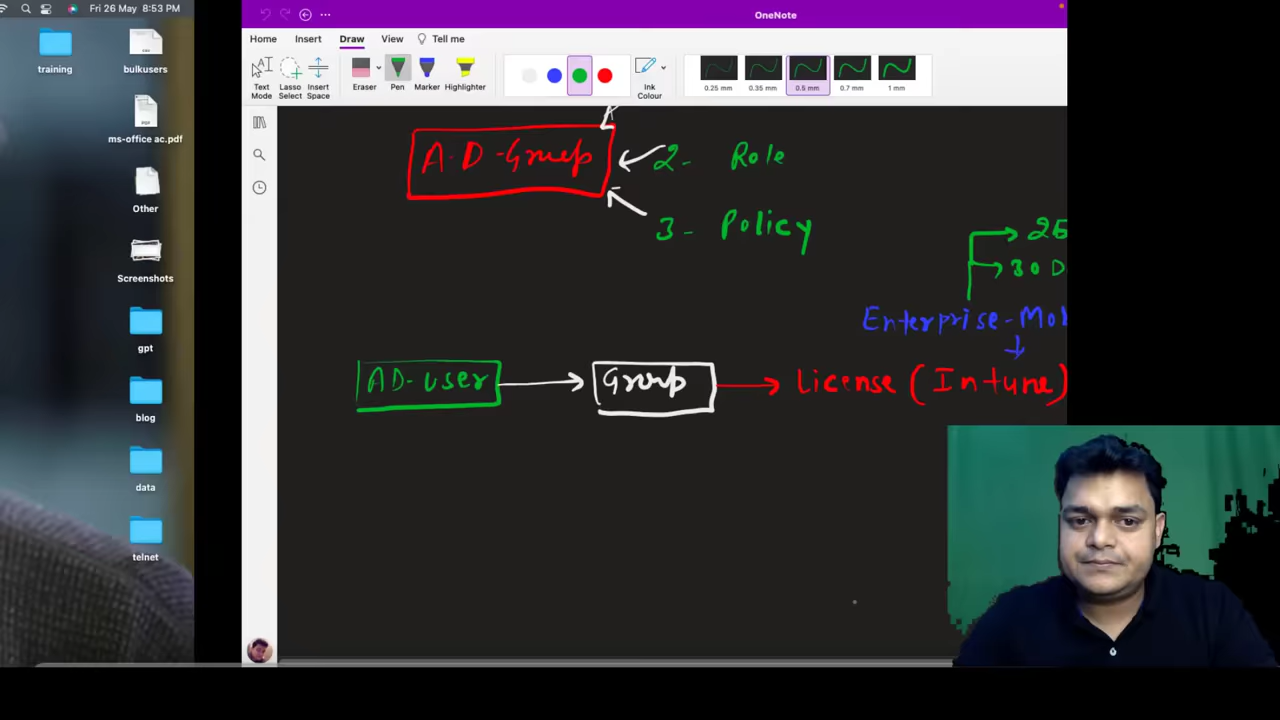 Fri 26 May 8:53 PM
OneNote
Home Insert Draw View Tell me
Text Mode
Lasso Select
Insert Space
Eraser
Pen
Marker
Highlighter
Ink Colour
0.25 mm
0.35 mm
0.5 mm
0.7 mm
1 mm
training
bulkusers
ms-office ac.pdf
Other
Screenshots
gpt
blog
data
telnet
A.D-Group
2- Role
3- Policy
25
30 D
Enterprise-Mob
AD-user
Group
License (Intune)